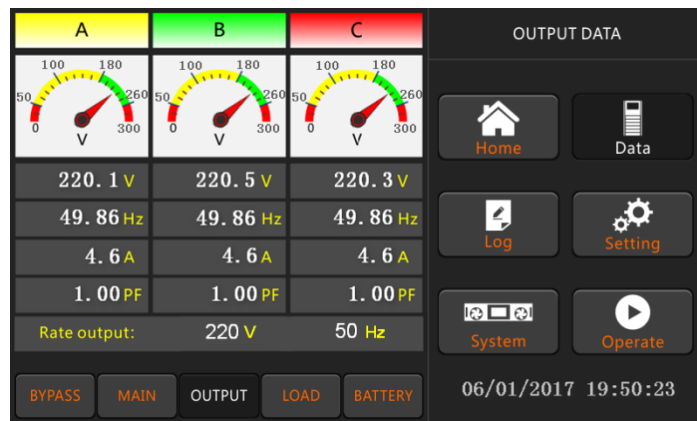 A B C
OUTPUT DATA
100 180 100 180 100 180
50 260 50 260 50 260
0 V 300 0 V 300 0 V 300
220.1 V 220.5 V 220.3 V
49.86 Hz 49.86 Hz 49.86 Hz
4.6 A 4.6 A 4.6 A
1.00 PF 1.00 PF 1.00 PF
Rate output: 220 V 50 Hz
BYPASS MAIN OUTPUT LOAD BATTERY
Home Data
Log Setting
System Operate
06/01/2017 19:50:23